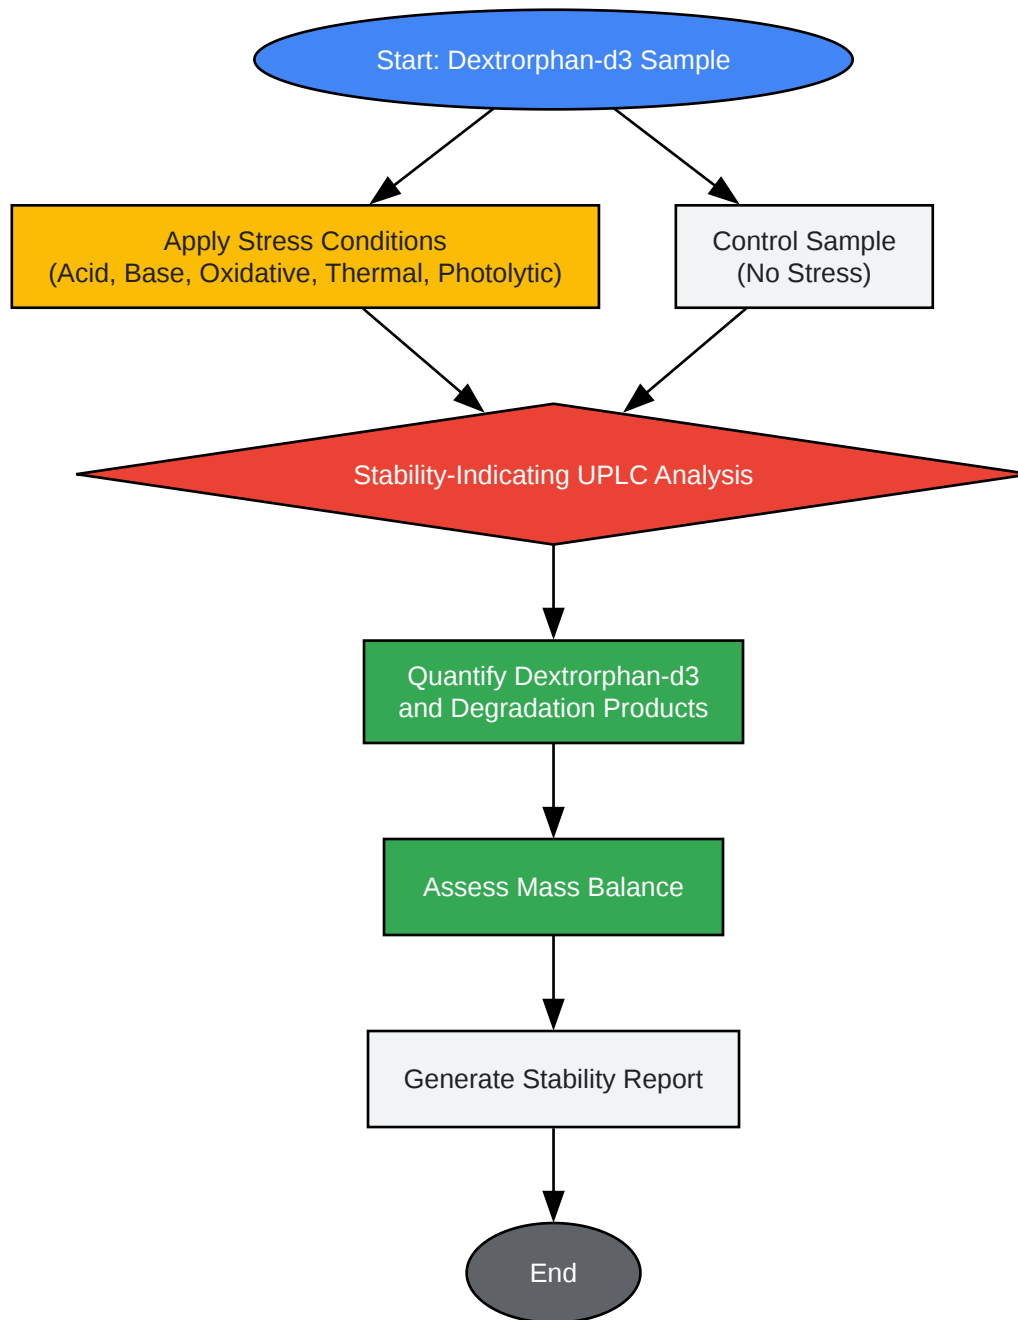 Start: Dextrorphan-d3 Sample
Apply Stress Conditions
(Acid, Base, Oxidative, Thermal, Photolytic)
Control Sample
(No Stress)
Stability-Indicating UPLC Analysis
Quantify Dextrorphan-d3
and Degradation Products
Assess Mass Balance
Generate Stability Report
End